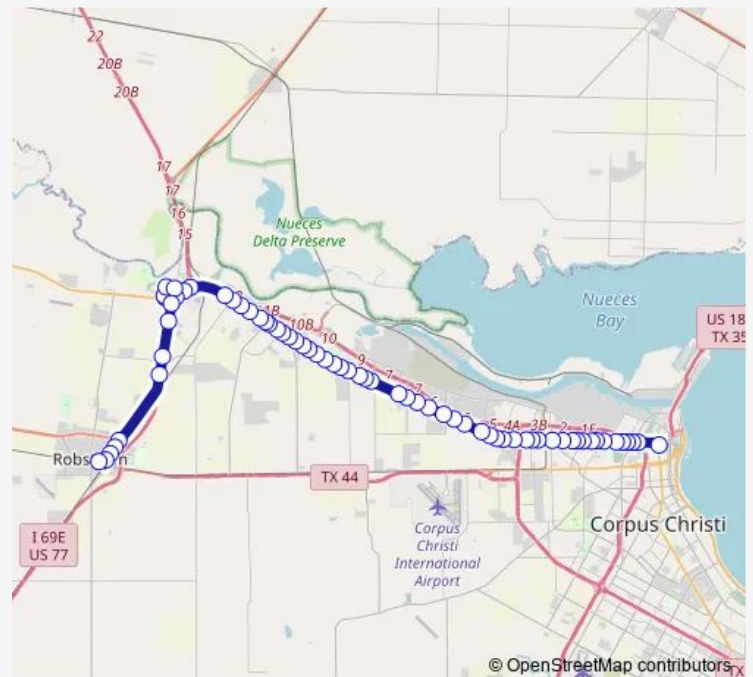 22
20B
20B
17
17
16
15
Nueces
Delta Preserve
Nueces
Bay
US 18
TX 35
1B
10B
10
9
7
7
5
4A
3B
2
1F
TX 44
I 69E
US 77
Corpus
Christi
International
Airport
Corpus Christi
© OpenStreetMap contributors
TX